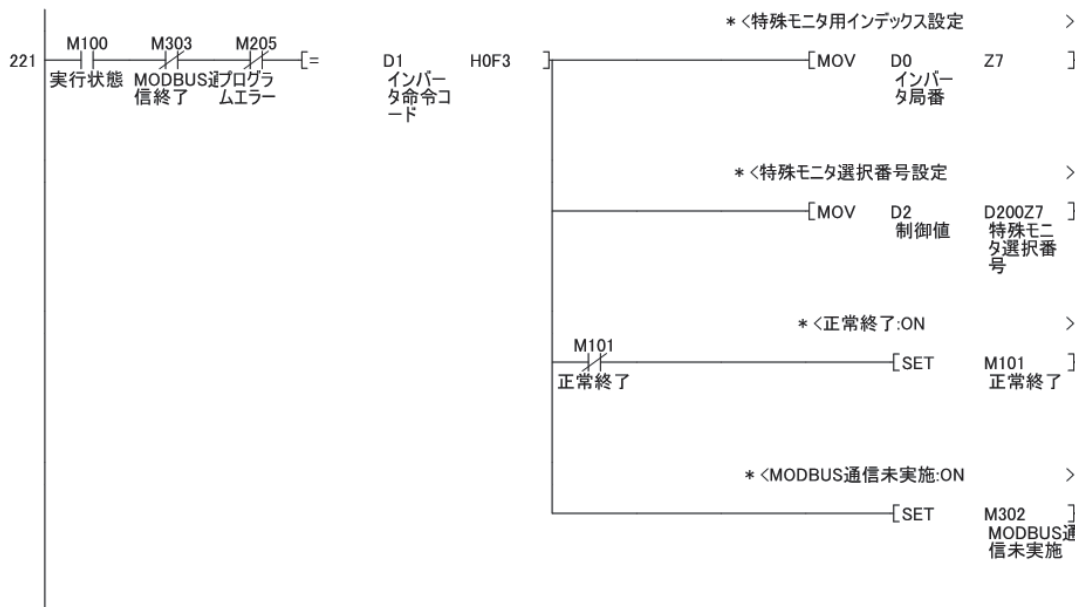 * <特殊モニタ用インデックス設定 >
221 M100 M303 M205 [= D1 H0F3 ] [MOV D0 Z7 ]
実行状態 MODBUS通信終了 プログラムエラー インバータ命令コード インバータ局番
* <特殊モニタ選択番号設定 >
[MOV D2 D200Z7 ]
制御値 特殊モニタ選択番号
* <正常終了:ON >
M101 [SET M101 ]
正常終了 正常終了
* <MODBUS通信未実施:ON >
[SET M302 ]
MODBUS通信未実施